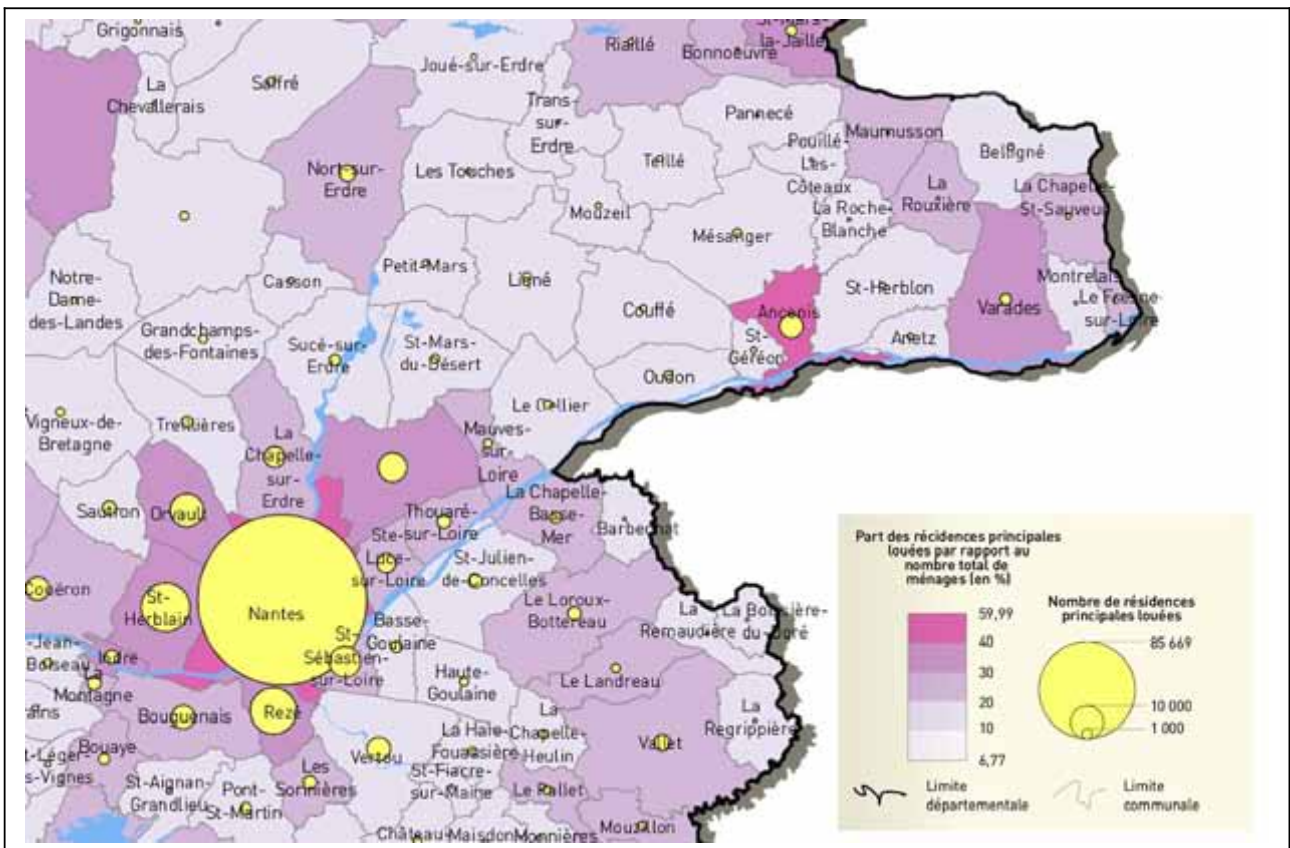 Grigonnais
La
Chevallerais
Saffré
Joué-sur-Erdre
Riaillé
Bonnoeuvre
St-Mars-
la-Jaille
Trans-
sur-
Erdre
Pannecé
Maumusson
Pouillé-
Les-
Côteaux
Belligné
Nort-sur-
Erdre
Les Touches
Teillé
Mouzeil
La
Rouxière
La Chapelle-
St-Sauveur
La Roche-
Blanche
Mésanger
Notre-
Dame-
des-Landes
Casson
Petit-Mars
Ligné
Couffé
Ancenis
St-Herblon
Varades
Montrelais
Le Fresne-
sur-Loire
Grandchamps-
des-Fontaines
Sucé-sur-
Erdre
St-Mars-
du-Désert
St-
Géréon
Anetz
Oudon
Vigneux-de-
Bretagne
Treillières
La
Chapelle-
sur-
Erdre
Le Cellier
Mauves-
sur-
Loire
Sautron
Orvault
Thouaré-
sur-Loire
La Chapelle-
Basse-
Mer
Barbechat
Ste-
Luce-
sur-Loire
St-Julien-
de-Concelles
Couëron
St-
Herblain
Nantes
Le Loroux-
Bottereau
La
Remaudière
La Boissière-
du-Doré
St-
Sébastien-
sur-Loire
Basse-
Goulaine
-Jean-
Boiseau
Indre
La
Montagne
Haute-
Goulaine
Le Landreau
Bouguenais
Rezé
La
Regrippière
ains
Bouaye
t-Léger-
s-Vignes
Vertou
La Haie-
Fouassière
La
Chapelle-
Heulin
Vallet
St-Aignan-
Grandlieu
Pont-
St-Martin
Les
Sorinières
St-Fiacre-
sur-Maine
Le Pallet
Château-
Maisdon-
Monnières
Mouzillon
Part des résidences principales
louées par rapport au
nombre total de
ménages (en %)
59,99
40
30
20
10
6,77
Nombre de résidences
principales louées
85 669
10 000
1 000
Limite
départementale
Limite
communale